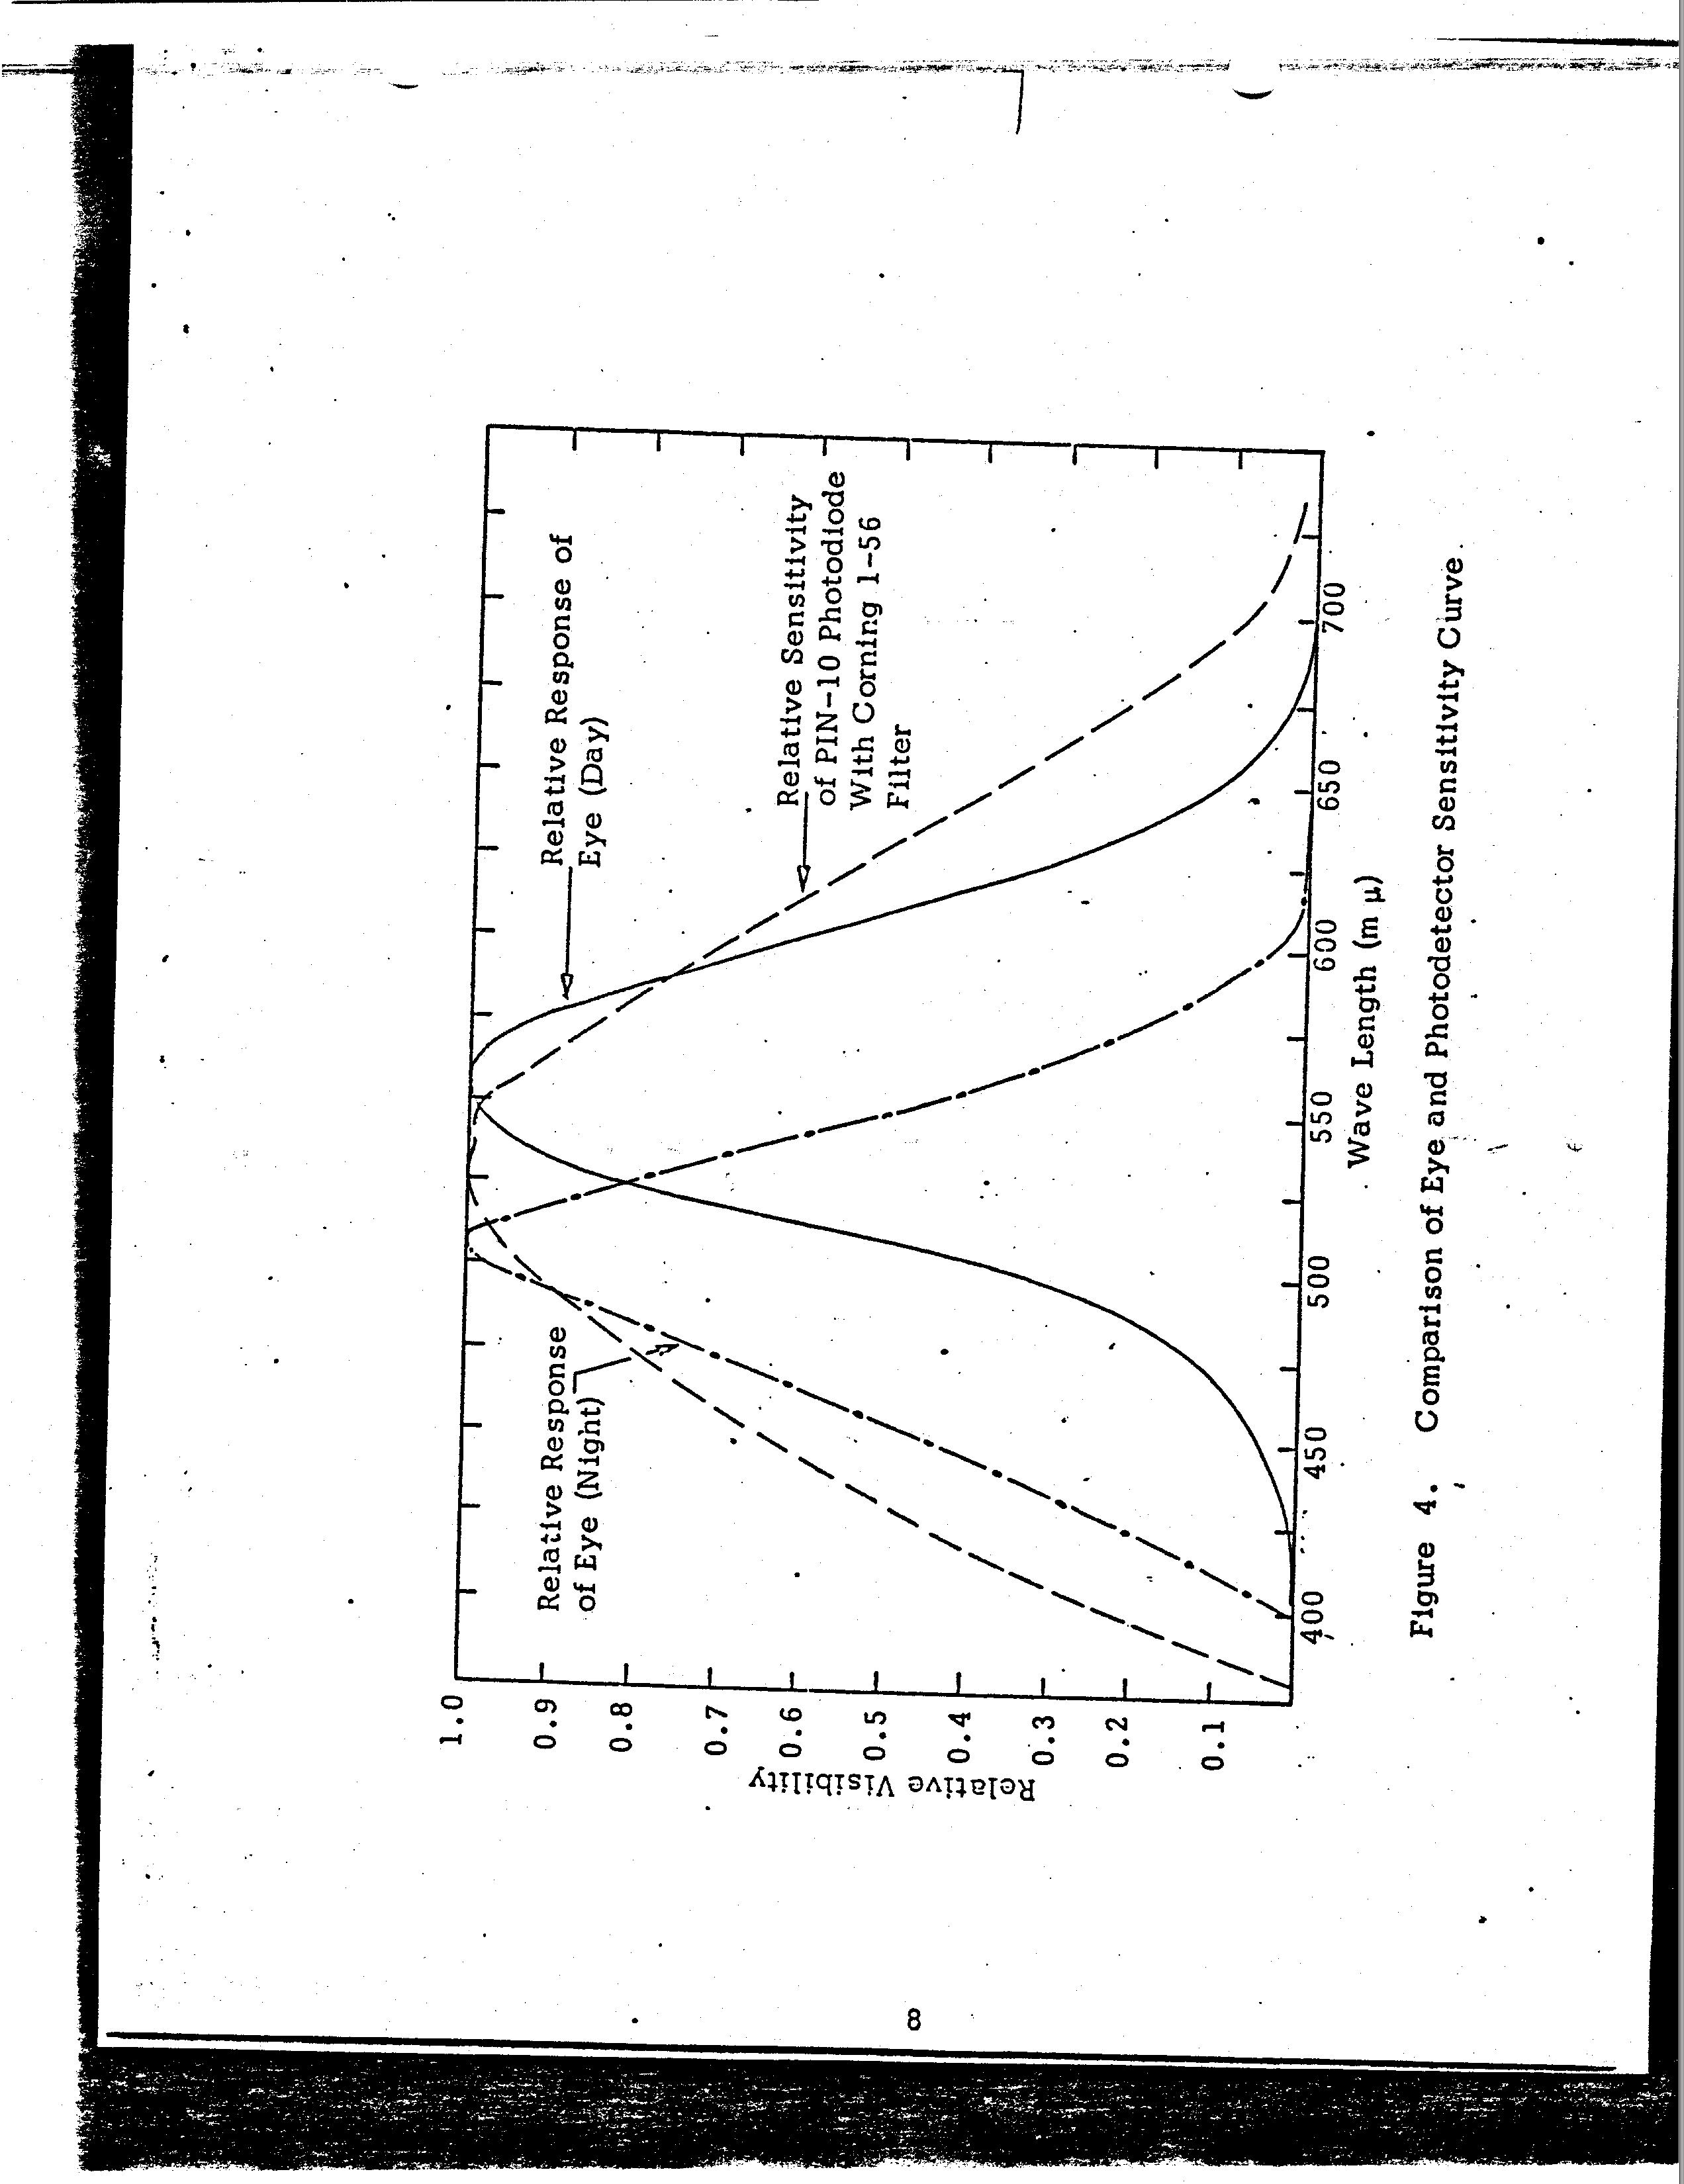 Relative Response of
Eye (Day)
Relative Sensitivity
of PIN-10 Photodiode
With Corning 1-56
Filter
Relative Response
of Eye (Night)
Relative Visibility
1.0
0.9
0.8
0.7
0.6
0.5
0.4
0.3
0.2
0.1
400
450
500
550
600
650
700
Wave Length (m μ)
Figure 4. Comparison of Eye and Photodetector Sensitivity Curve
8